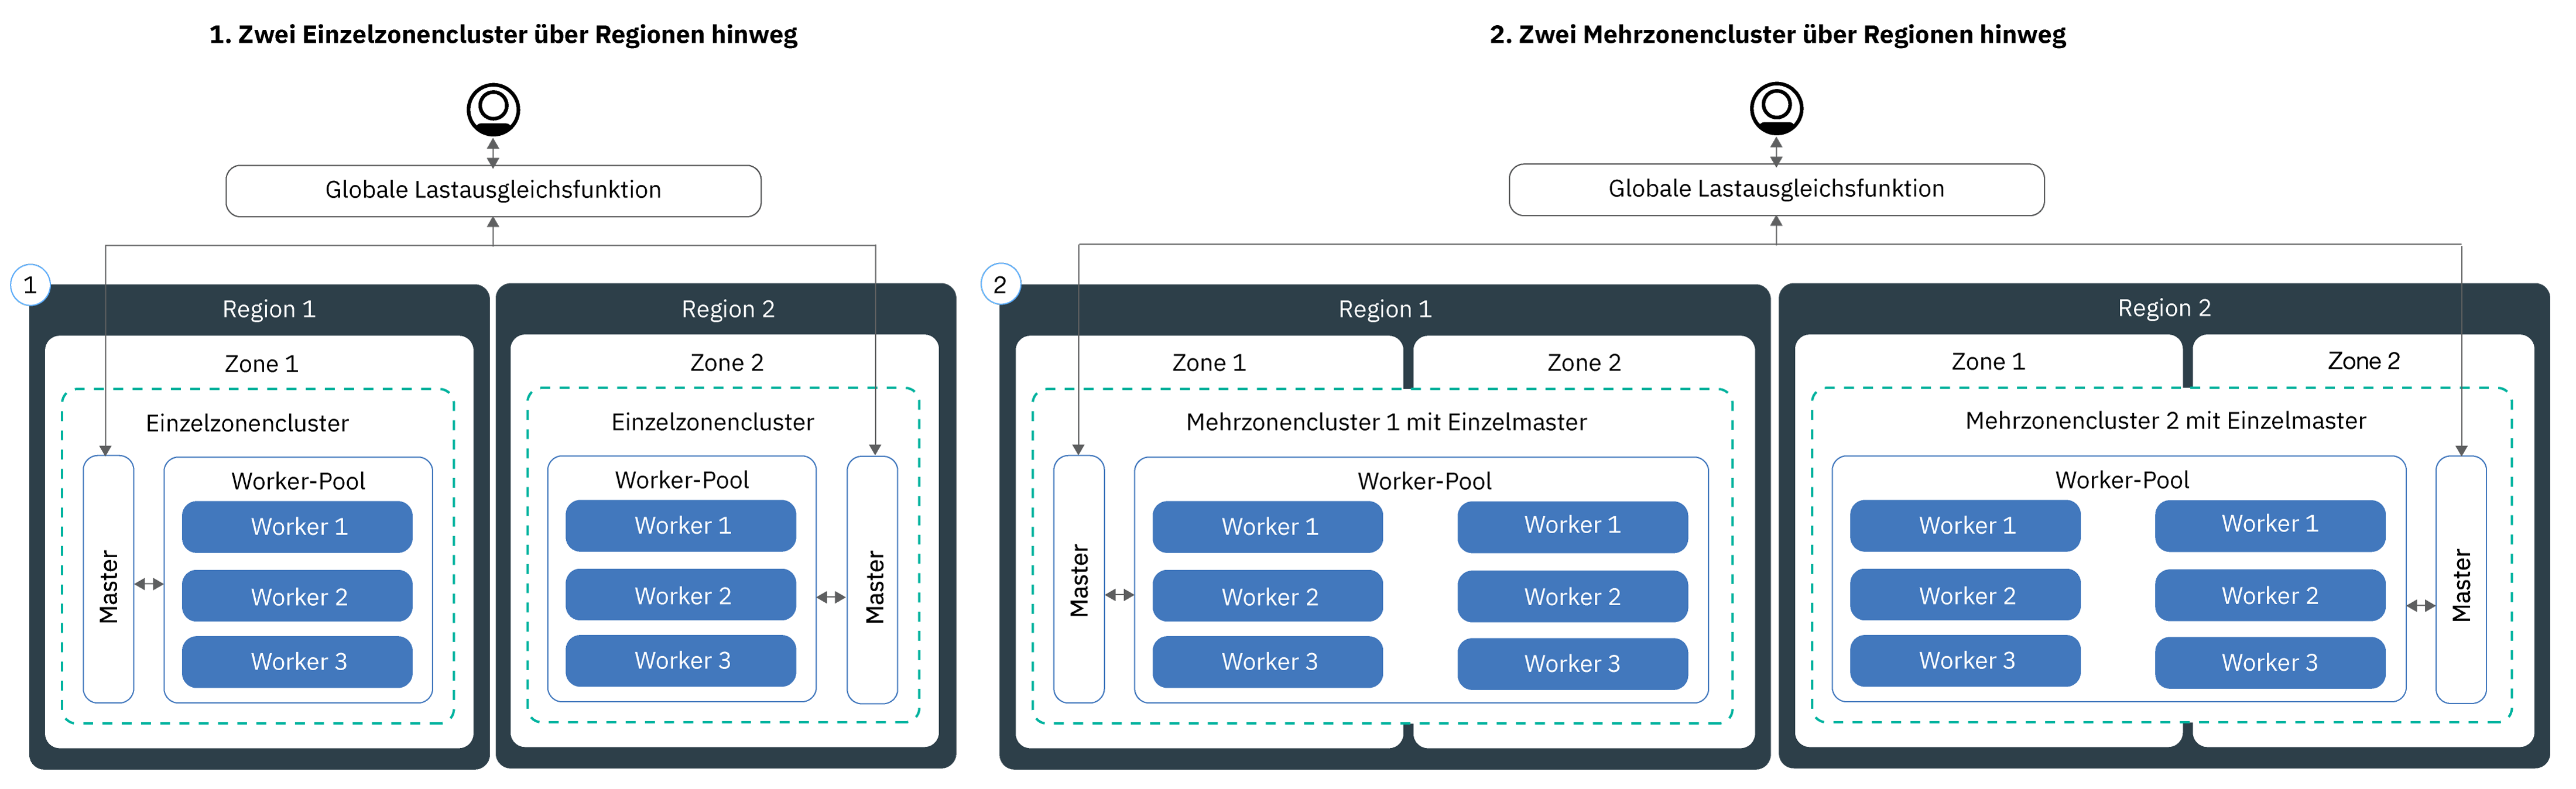 1. Zwei Einzelzonencluster über Regionen hinweg
Globale Lastausgleichsfunktion
1
Region 1
Zone 1
Einzelzonencluster
Master
Worker-Pool
Worker 1
Worker 2
Worker 3
Region 2
Zone 2
Einzelzonencluster
Worker-Pool
Worker 1
Worker 2
Worker 3
Master
2. Zwei Mehrzonencluster über Regionen hinweg
Globale Lastausgleichsfunktion
2
Region 1
Zone 1
Zone 2
Mehrzonencluster 1 mit Einzelmaster
Master
Worker-Pool
Worker 1
Worker 1
Worker 2
Worker 2
Worker 3
Worker 3
Region 2
Zone 1
Zone 2
Mehrzonencluster 2 mit Einzelmaster
Worker-Pool
Worker 1
Worker 1
Worker 2
Worker 2
Worker 3
Worker 3
Master